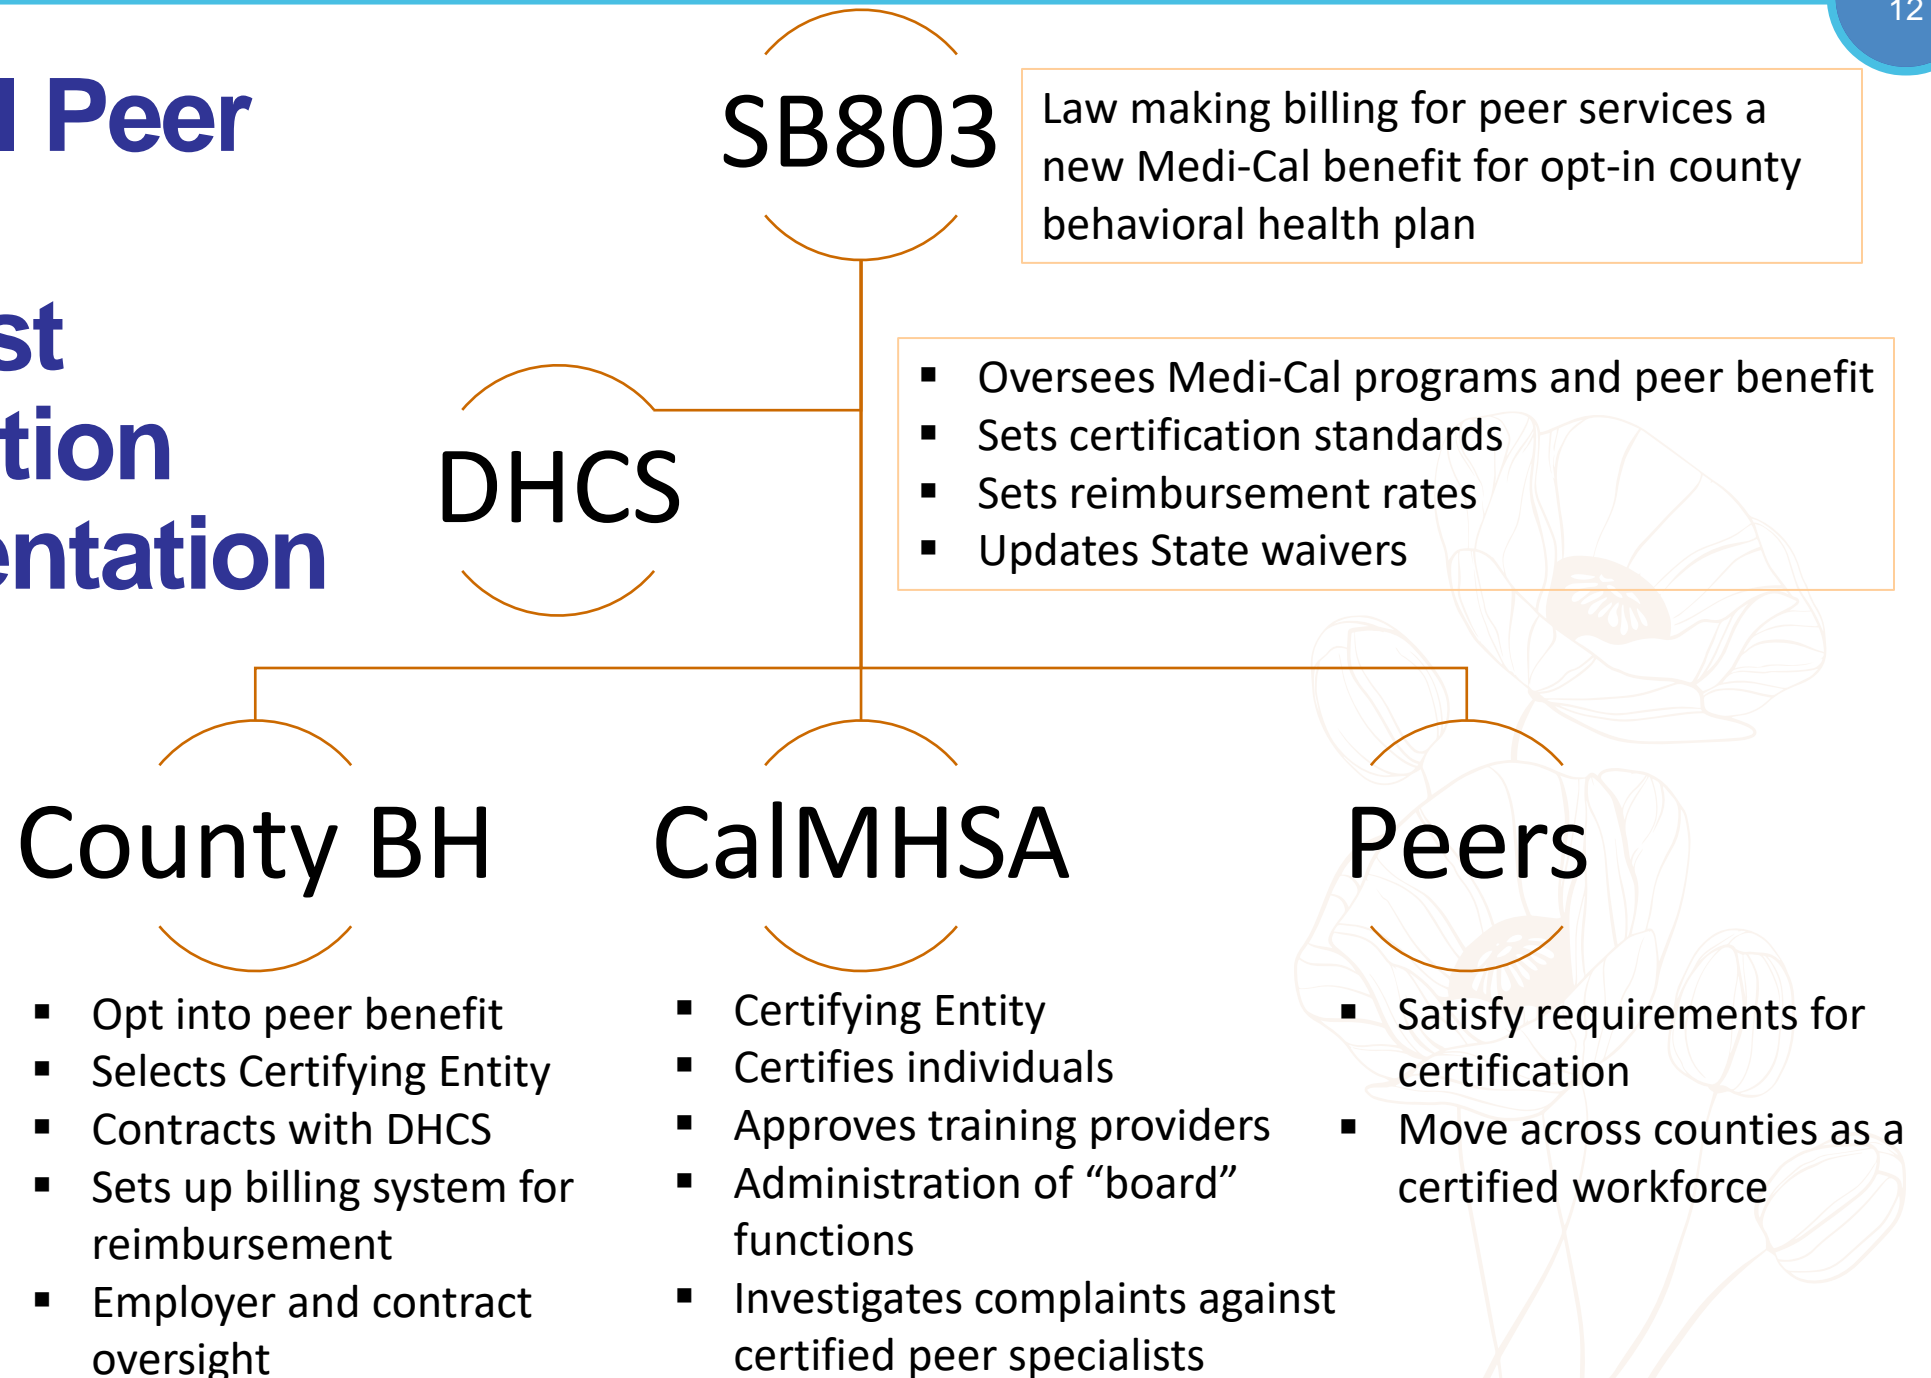 12
l Peer
st
tion
entation
SB803
Law making billing for peer services a
new Medi-Cal benefit for opt-in county
behavioral health plan
DHCS
▪ Oversees Medi-Cal programs and peer benefit
▪ Sets certification standards
▪ Sets reimbursement rates
▪ Updates State waivers
County BH
▪ Opt into peer benefit
▪ Selects Certifying Entity
▪ Contracts with DHCS
▪ Sets up billing system for
reimbursement
▪ Employer and contract
oversight
CalMHSA
▪ Certifying Entity
▪ Certifies individuals
▪ Approves training providers
▪ Administration of “board”
functions
▪ Investigates complaints against
certified peer specialists
Peers
▪ Satisfy requirements for
certification
▪ Move across counties as a
certified workforce